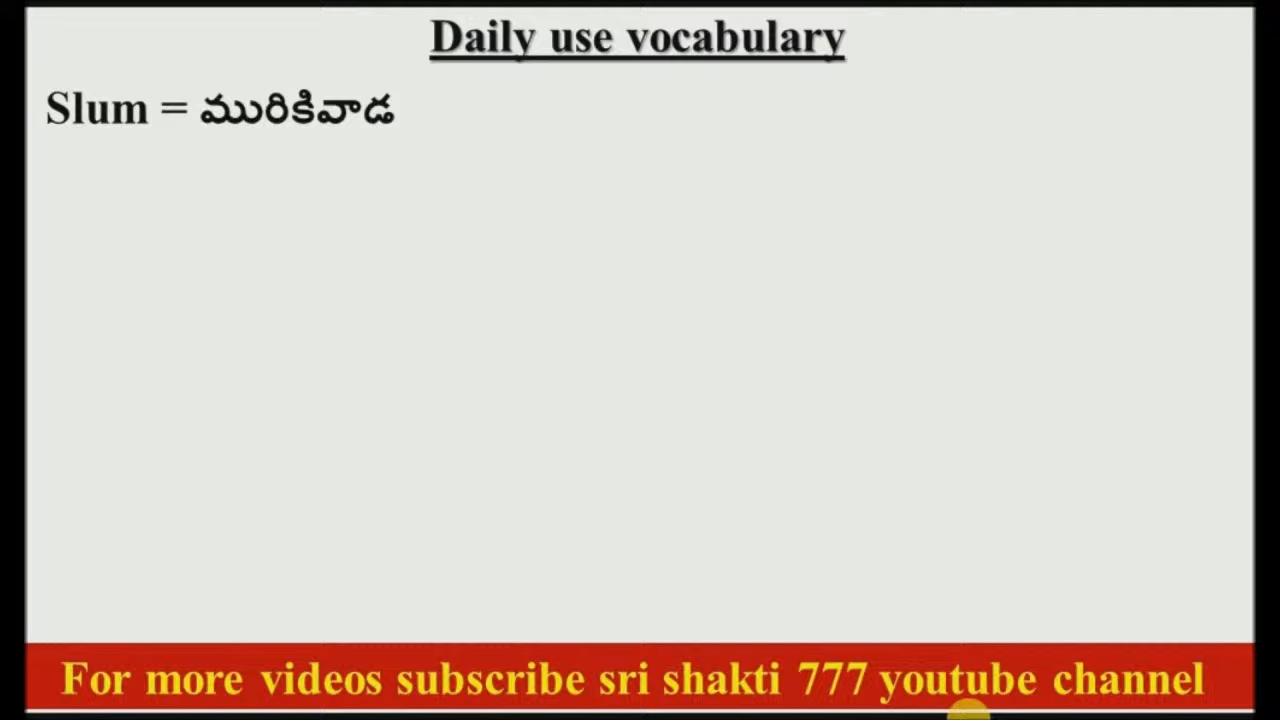 Daily use vocabulary
Slum = మురికివాడ
For more videos subscribe sri shakti 777 youtube channel